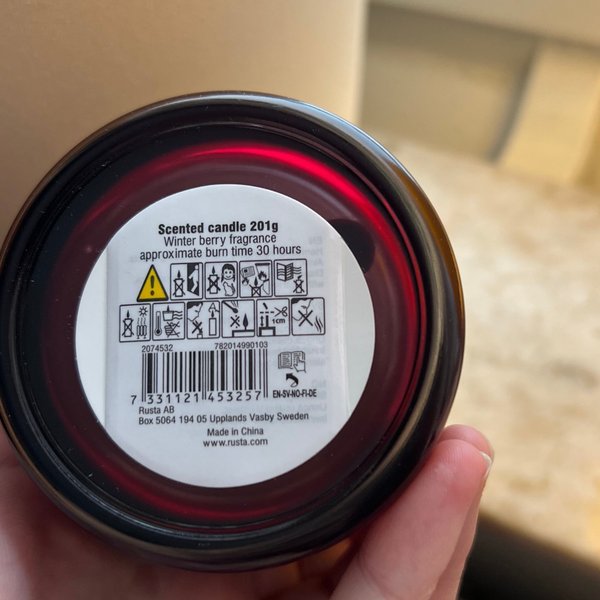 Scented candle 201g
Winter berry fragrance
approximate burn time 30 hours
1cm
2074532 782014990103
7 331121 453257
EN-SV-NO-FI-DE
Rusta AB
Box 5064 194 05 Upplands Vasby Sweden
Made in China
www.rusta.com